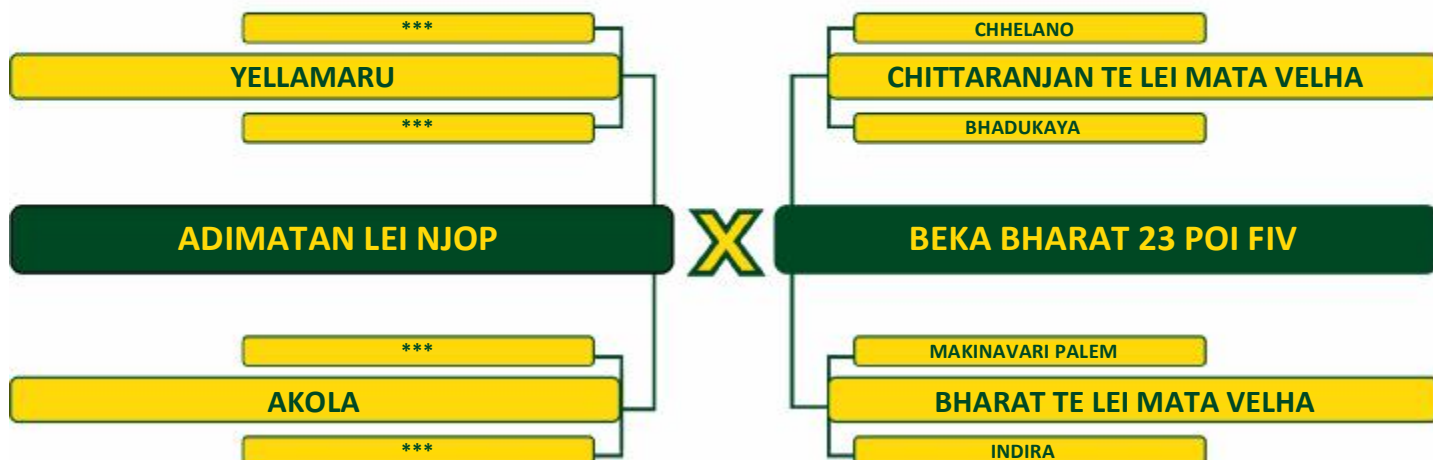 ***
CHHELANO
YELLAMARU
CHITTARANJAN TE LEI MATA VELHA
***
BHADUKAYA
ADIMATAN LEI NJOP
X
BEKA BHARAT 23 POI FIV
***
MAKINAVARI PALEM
AKOLA
BHARAT TE LEI MATA VELHA
***
INDIRA